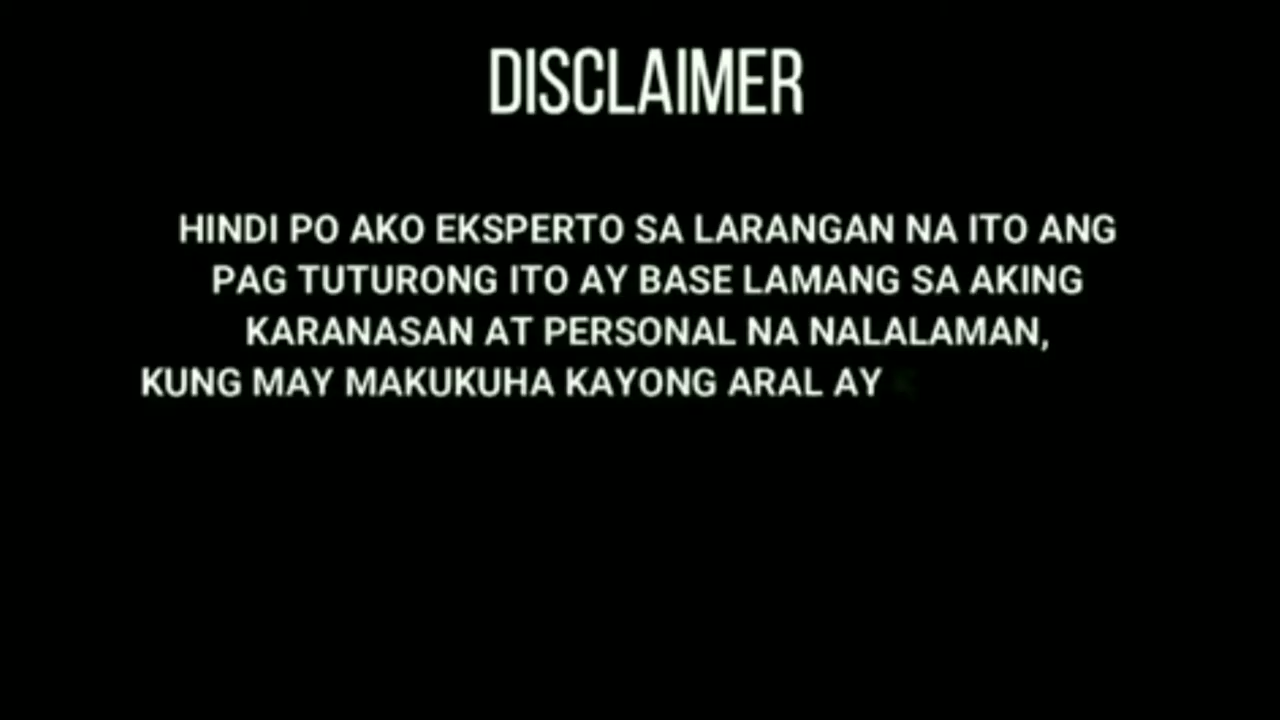 DISCLAIMER
HINDI PO AKO EKSPERTO SA LARANGAN NA ITO ANG
PAG TUTURONG ITO AY BASE LAMANG SA AKING
KARANASAN AT PERSONAL NA NALALAMAN,
KUNG MAY MAKUKUHA KAYONG ARAL AY